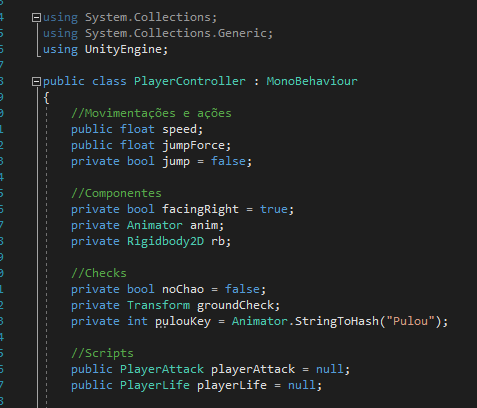 using System.Collections;
using System.Collections.Generic;
using UnityEngine;
public class PlayerController : MonoBehaviour
{
//Movimentações e ações
public float speed;
public float jumpForce;
private bool jump = false;
//Componentes
private bool facingRight = true;
private Animator anim;
private Rigidbody2D rb;
//Checks
private bool noChao = false;
private Transform groundCheck;
private int pulouKey = Animator.StringToHash("Pulou");
//Scripts
public PlayerAttack playerAttack = null;
public PlayerLife playerLife = null;